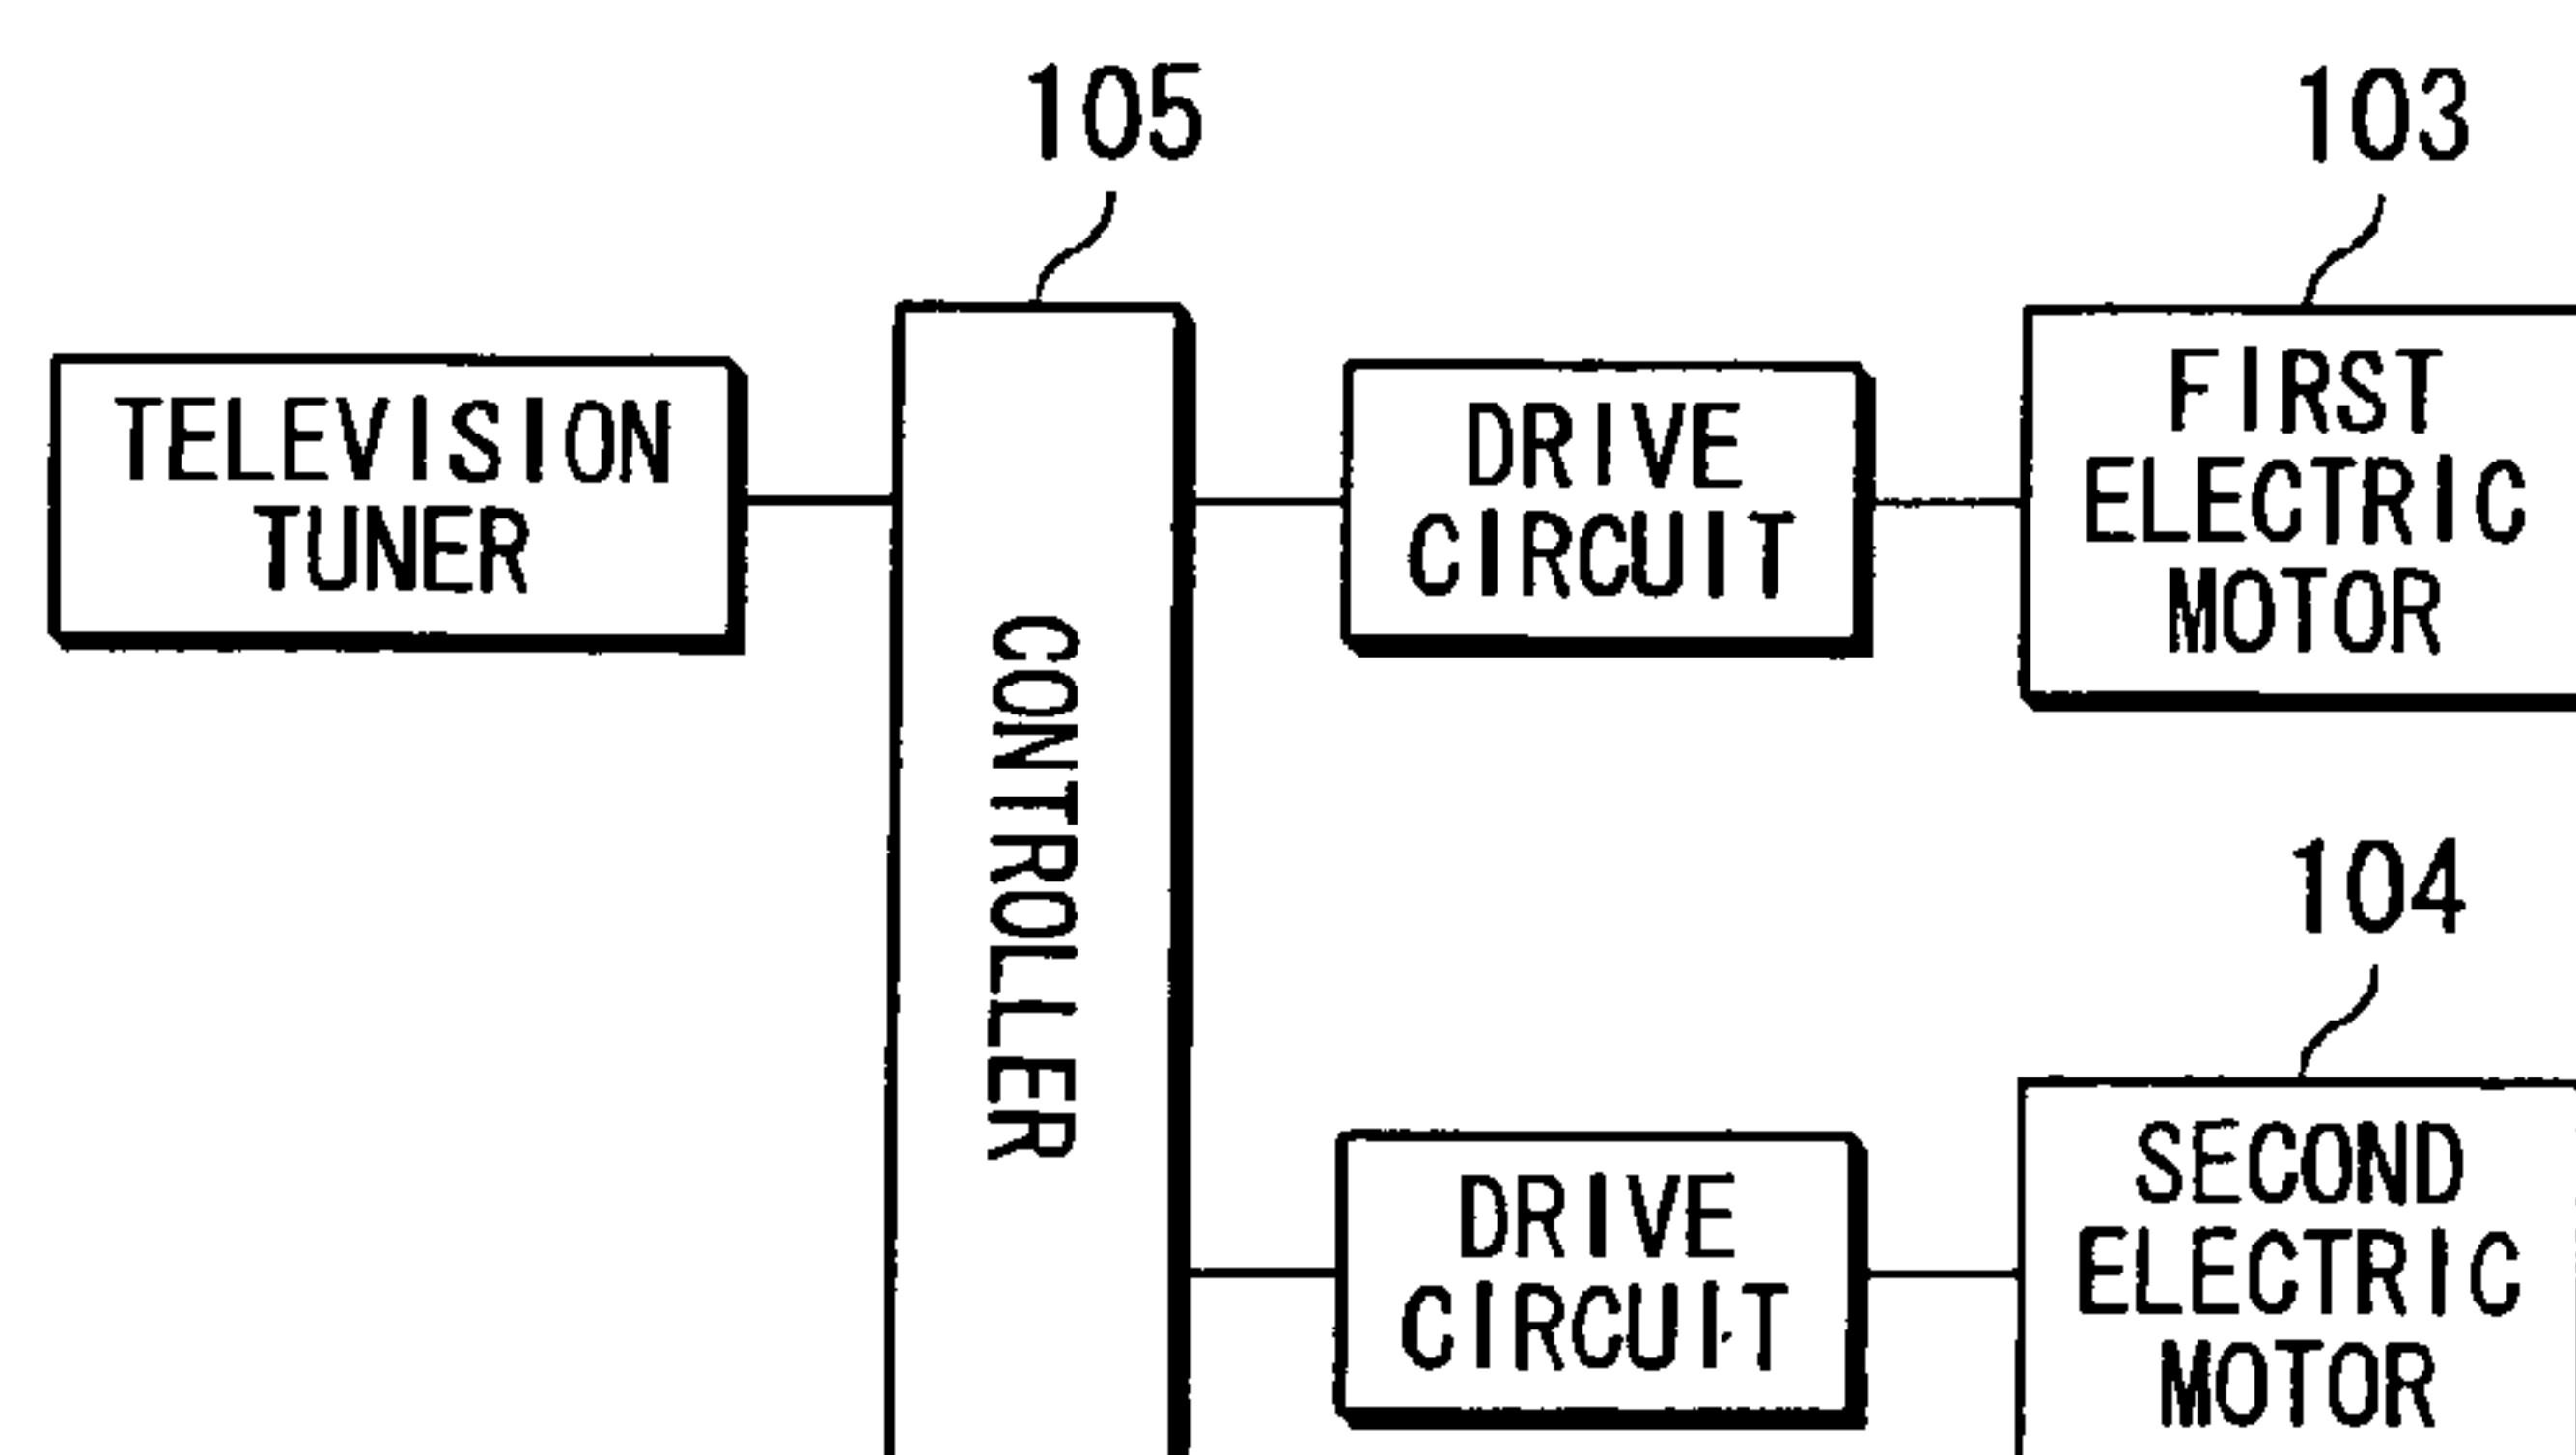 105
103
TELEVISION
TUNER
CONTROLLER
DRIVE
CIRCUIT
FIRST
ELECTRIC
MOTOR
104
DRIVE
CIRCUIT
SECOND
ELECTRIC
MOTOR